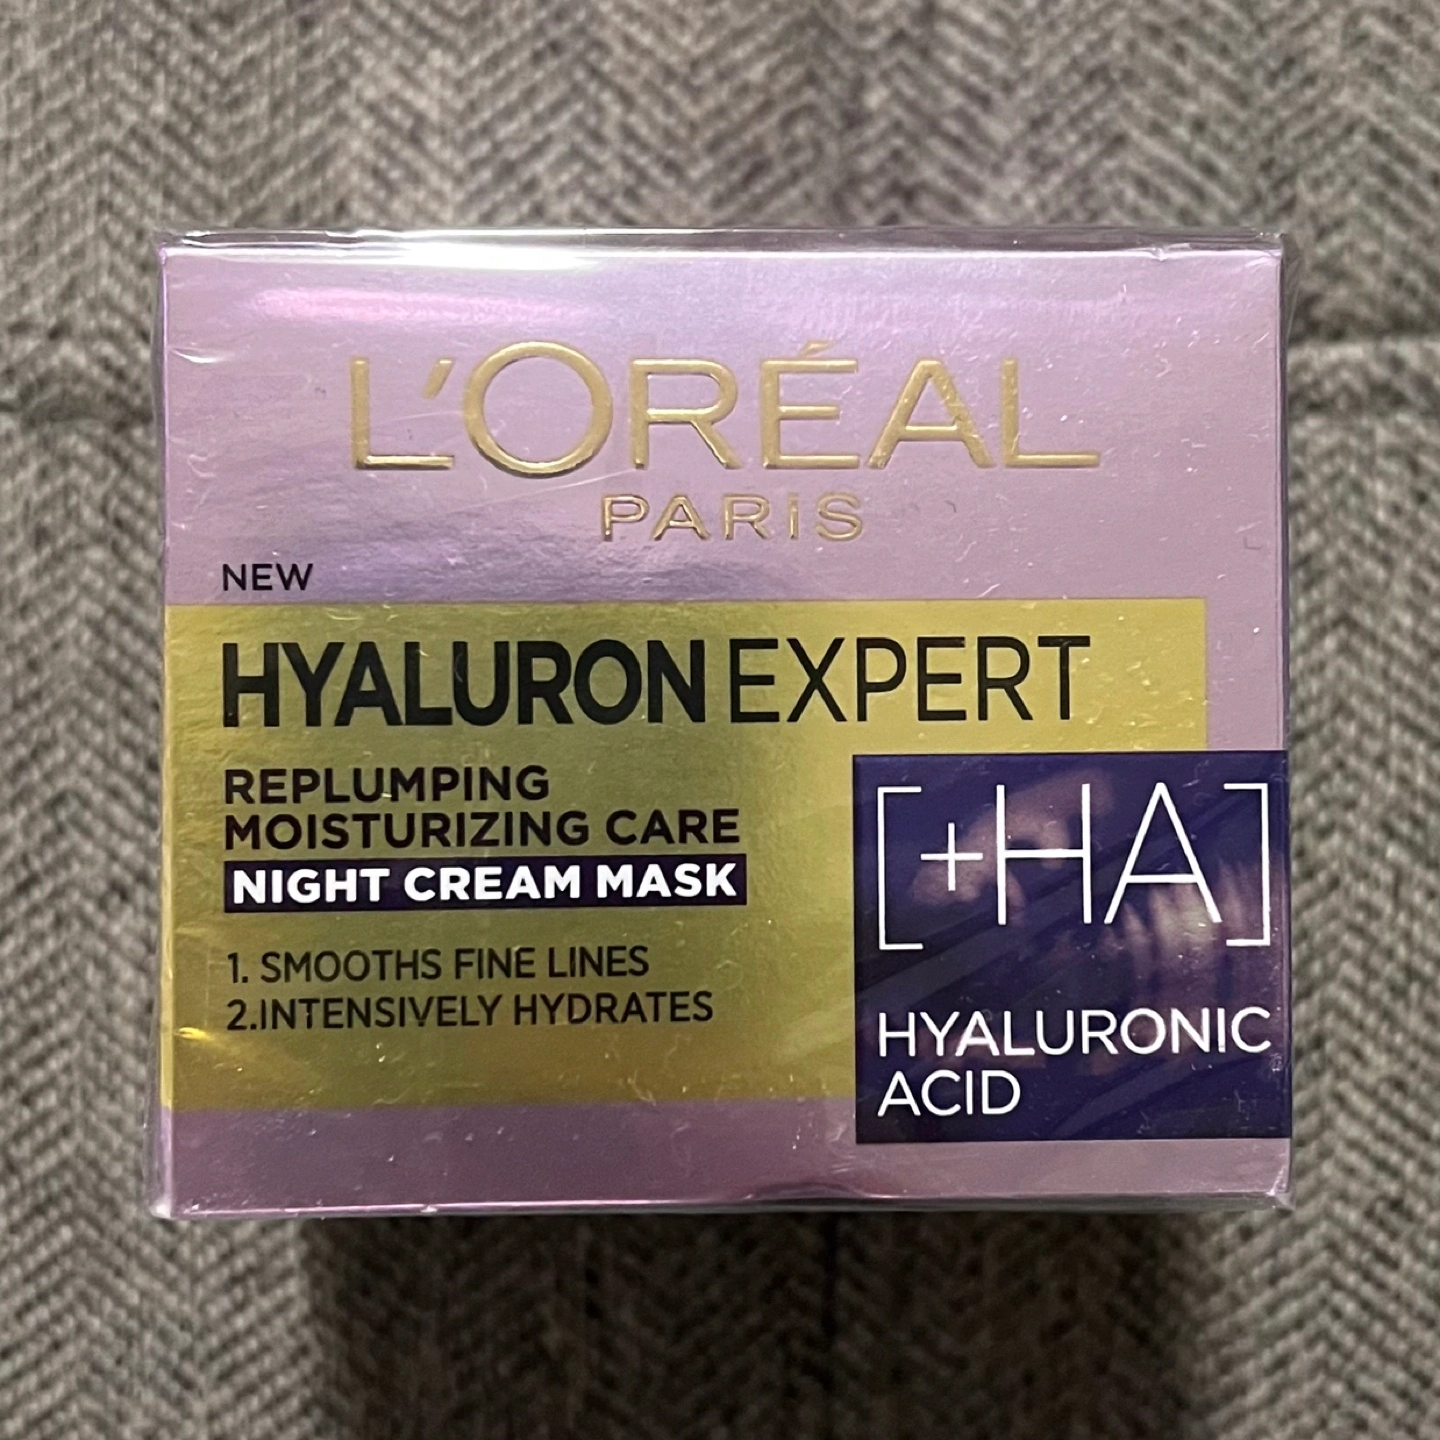 L'ORÉAL
PARIS
NEW
HYALURON EXPERT
REPLUMPING
MOISTURIZING CARE
NIGHT CREAM MASK
1. SMOOTHS FINE LINES
2.INTENSIVELY HYDRATES
[+HA]
HYALURONIC
ACID